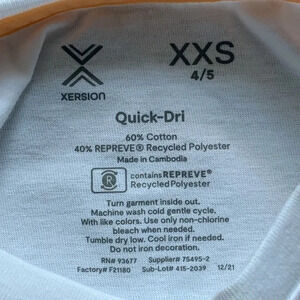 XXS
4/5
XERSION
Quick-Dri
60% Cotton
40% REPREVE® Recycled Polyester
Made in Cambodia
R
contains REPREVE®
Recycled Polyester
Turn garment inside out.
Machine wash cold gentle cycle.
With like colors. Use only non-chlorine
bleach when needed.
Tumble dry low. Cool iron if needed.
Do not iron decoration.
RN# 93677 Supplier# 75495-2
Factory# F21180 Sub-Lot# 415-2039 12/21